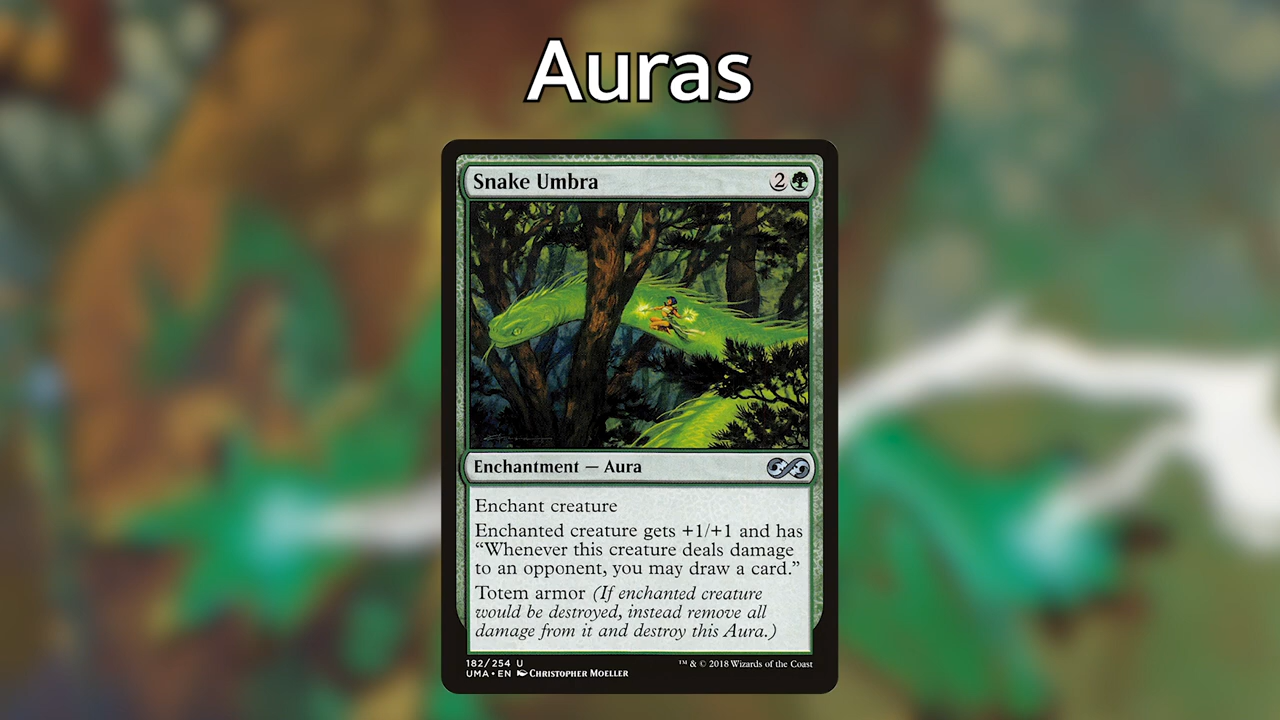 Auras
Snake Umbra 2
Enchantment — Aura
Enchant creature
Enchanted creature gets +1/+1 and has
“Whenever this creature deals damage
to an opponent, you may draw a card.”
Totem armor (If enchanted creature
would be destroyed, instead remove all
damage from it and destroy this Aura.)
182/254 U
UMA • EN Christopher Moeller
™ & © 2018 Wizards of the Coast